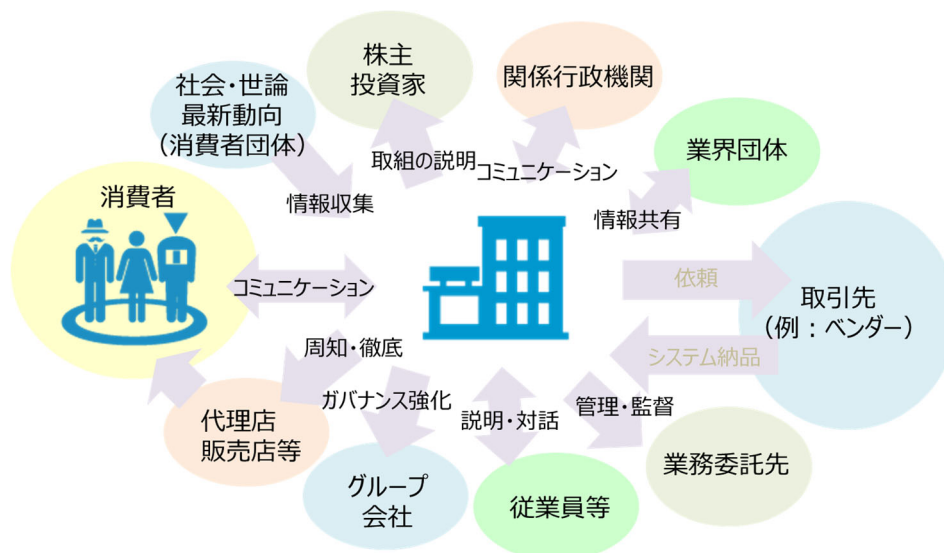 株主
投資家
関係行政機関
社会・世論
最新動向
（消費者団体）
業界団体
取組の説明
コミュニケーション
消費者
情報収集
情報共有
依頼
コミュニケーション
取引先
（例：ベンダー）
システム納品
周知・徹底
ガバナンス強化
説明・対話
管理・監督
代理店
販売店等
業務委託先
グループ
会社
従業員等